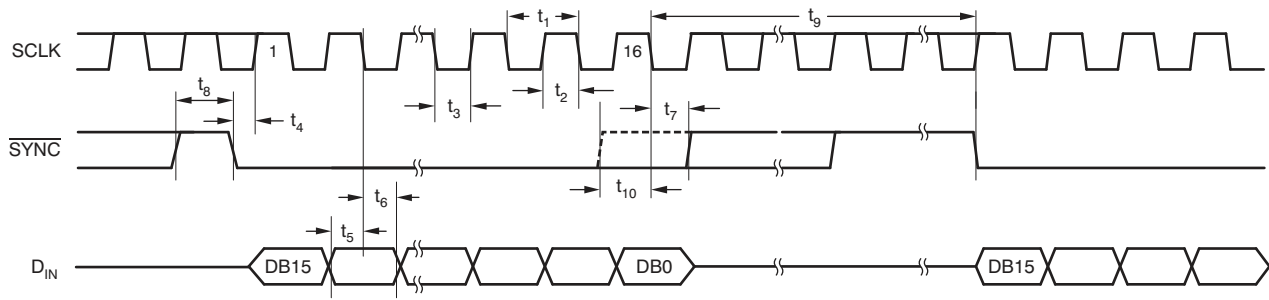 t1 t9
SCLK 1 16
t8 t4 t3 t2 t7
SYNC
t10
t6
t5
DIN DB15 DB0 DB15